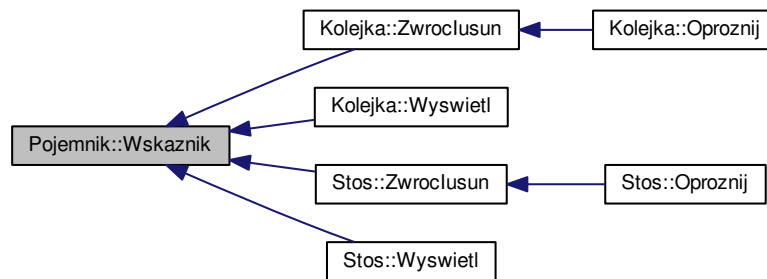 Kolejka::ZwrocIusun
Kolejka::Oproznij
Kolejka::Wyswietl
Pojemnik::Wskaznik
Stos::ZwrocIusun
Stos::Oproznij
Stos::Wyswietl